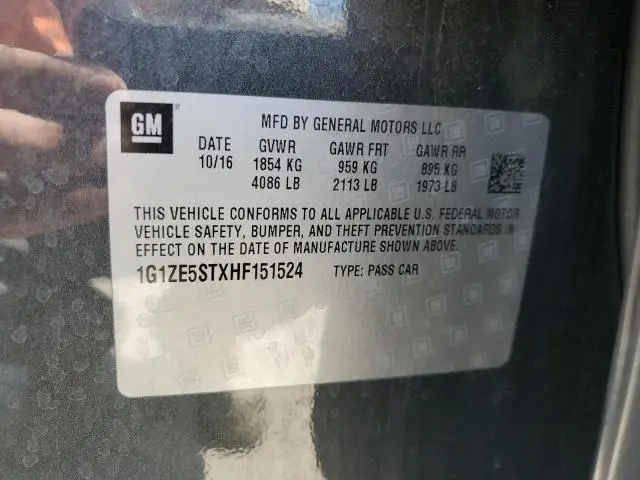 GM
MFD BY GENERAL MOTORS LLC
DATE GVWR GAWR FRT GAWR RR
10/16 1854 KG 959 KG 895 KG
4086 LB 2113 LB 1973 LB
THIS VEHICLE CONFORMS TO ALL APPLICABLE U.S. FEDERAL MOTOR
VEHICLE SAFETY, BUMPER, AND THEFT PREVENTION STANDARDS IN
EFFECT ON THE DATE OF MANUFACTURE SHOWN ABOVE.
1G1ZE5STXHF151524 TYPE: PASS CAR